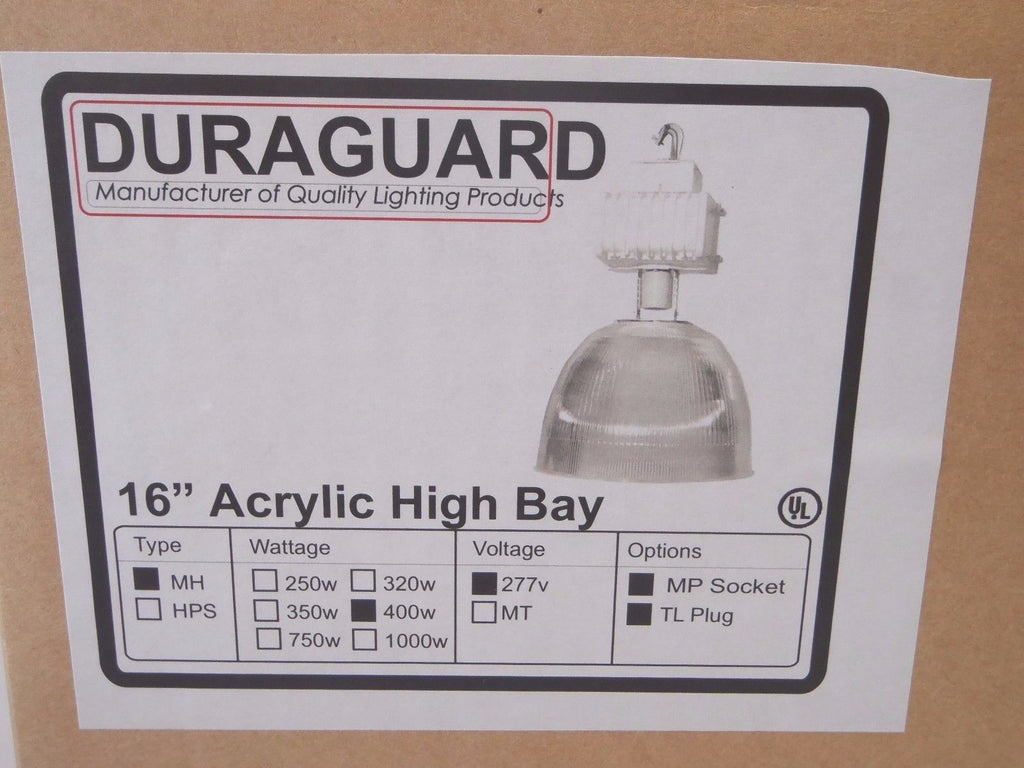 DURAGUARD
Manufacturer of Quality Lighting Products
16” Acrylic High Bay
UL
Type Wattage Voltage Options
MH 250w 320w 277v MP Socket
HPS 350w 400w MT TL Plug
750w 1000w